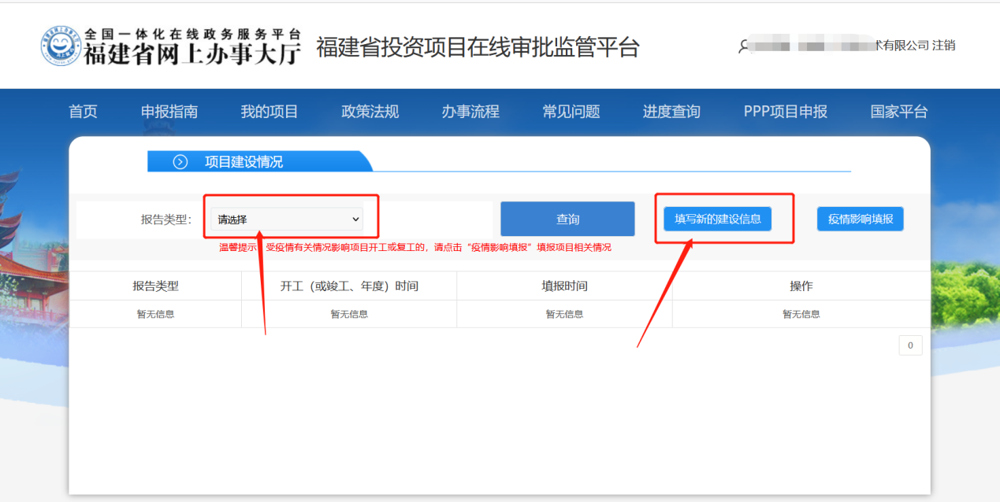 全国一体化在线政务服务平台
福建省网上办事大厅
福建省投资项目在线审批监管平台
术有限公司 注销
首页 申报指南 我的项目 政策法规 办事流程 常见问题 进度查询 PPP项目申报 国家平台
项目建设情况
报告类型： 请选择 查询 填写新的建设信息 疫情影响填报
温馨提示 受疫情有关情况影响项目开工或复工的，请点击“疫情影响填报”填报项目相关情况
报告类型 开工（或竣工、年度）时间 填报时间 操作
暂无信息 暂无信息 暂无信息 暂无信息
0